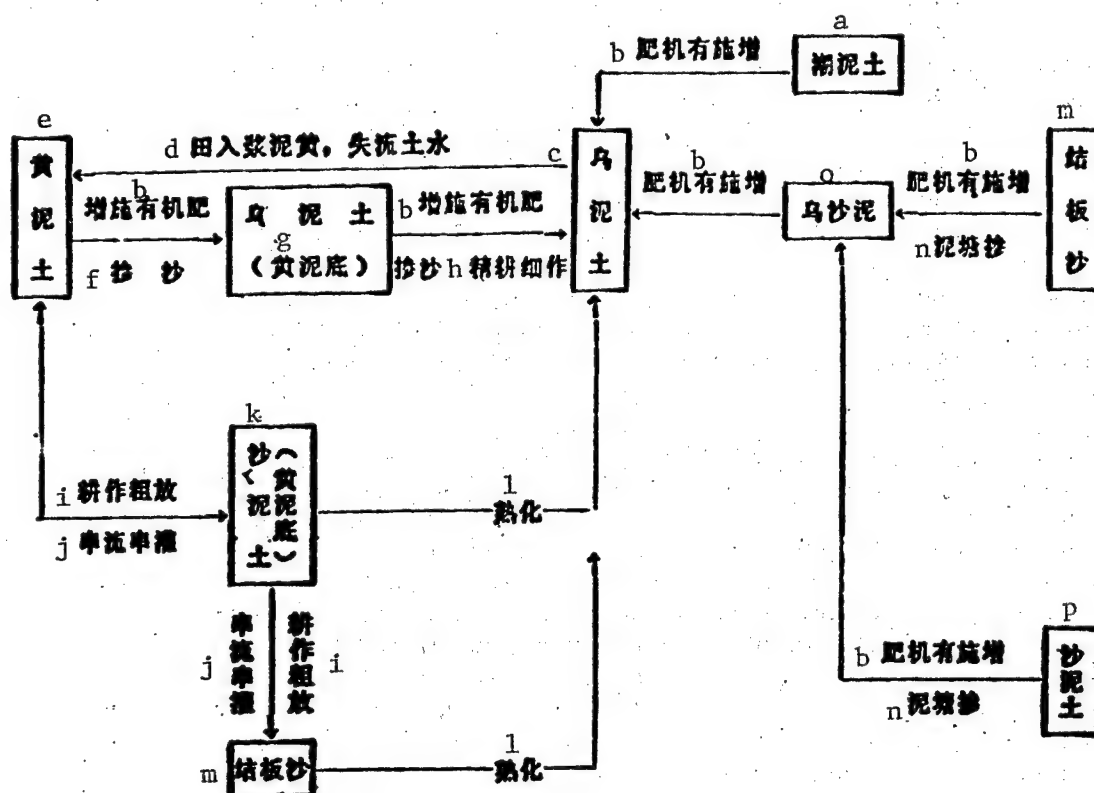 a
潮泥土
b 肥机有施增
e
黄泥土
d 田入浆泥黄，失流土水
c
乌泥土
b
肥机有施增
o
乌沙泥
b
肥机有施增
n泥塘掺
m
结板沙
b
增施有机肥
f 掺沙
乌泥土
g
（黄泥底）
b 增施有机肥
掺沙 h 精耕细作
k
沙泥土
（黄泥底）
i 耕作粗放
j 串流串灌
l
熟化
j 串流串灌
耕作粗放 i
m 结板沙
l
熟化
b 肥机有施增
n泥塘掺
p
沙泥土